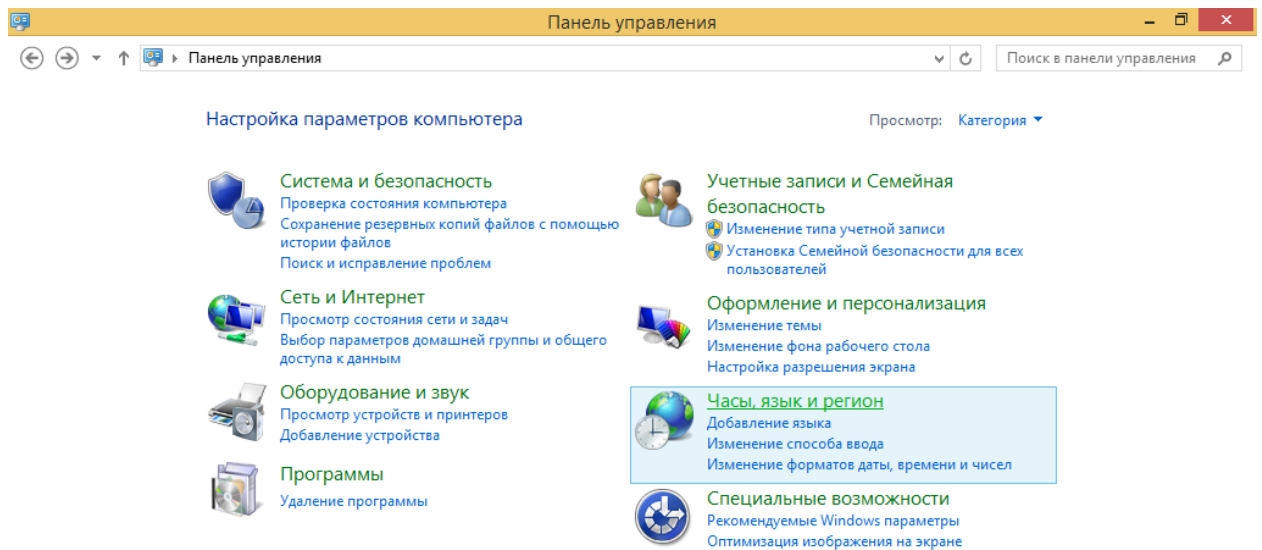 Панель управления
Панель управления
Поиск в панели управления
Настройка параметров компьютера
Просмотр: Категория
Система и безопасность
Проверка состояния компьютера
Сохранение резервных копий файлов с помощью
истории файлов
Поиск и исправление проблем
Сеть и Интернет
Просмотр состояния сети и задач
Выбор параметров домашней группы и общего
доступа к данным
Оборудование и звук
Просмотр устройств и принтеров
Добавление устройства
Программы
Удаление программы
Учетные записи и Семейная
безопасность
Изменение типа учетной записи
Установка Семейной безопасности для всех
пользователей
Оформление и персонализация
Изменение темы
Изменение фона рабочего стола
Настройка разрешения экрана
Часы, язык и регион
Добавление языка
Изменение способа ввода
Изменение форматов даты, времени и чисел
Специальные возможности
Рекомендуемые Windows параметры
Оптимизация изображения на экране